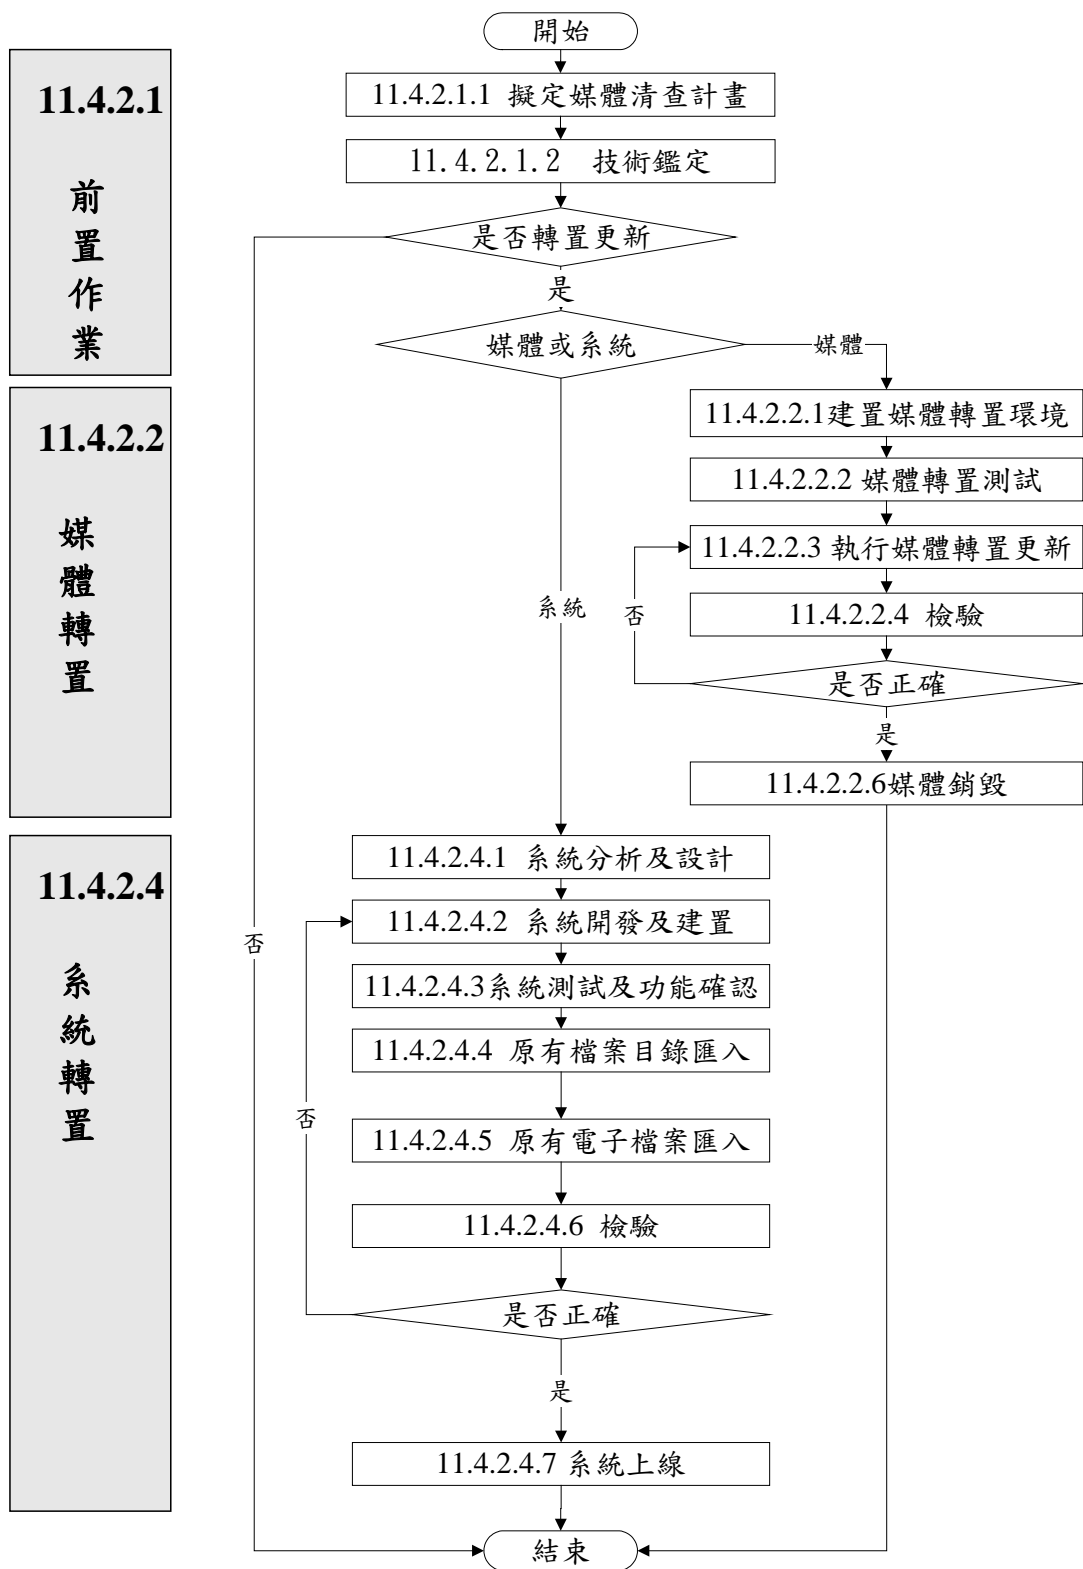 開始
11.4.2.1
前置作業
11.4.2.1.1 擬定媒體清查計畫
11.4.2.1.2 技術鑑定
是否轉置更新
是
媒體或系統
媒體
11.4.2.2
媒體轉置
11.4.2.2.1建置媒體轉置環境
11.4.2.2.2 媒體轉置測試
11.4.2.2.3 執行媒體轉置更新
系統
否
11.4.2.2.4 檢驗
是否正確
是
11.4.2.2.6媒體銷毀
11.4.2.4
系統轉置
11.4.2.4.1 系統分析及設計
11.4.2.4.2 系統開發及建置
否
11.4.2.4.3系統測試及功能確認
11.4.2.4.4 原有檔案目錄匯入
否
11.4.2.4.5 原有電子檔案匯入
11.4.2.4.6 檢驗
是否正確
是
11.4.2.4.7 系統上線
結束